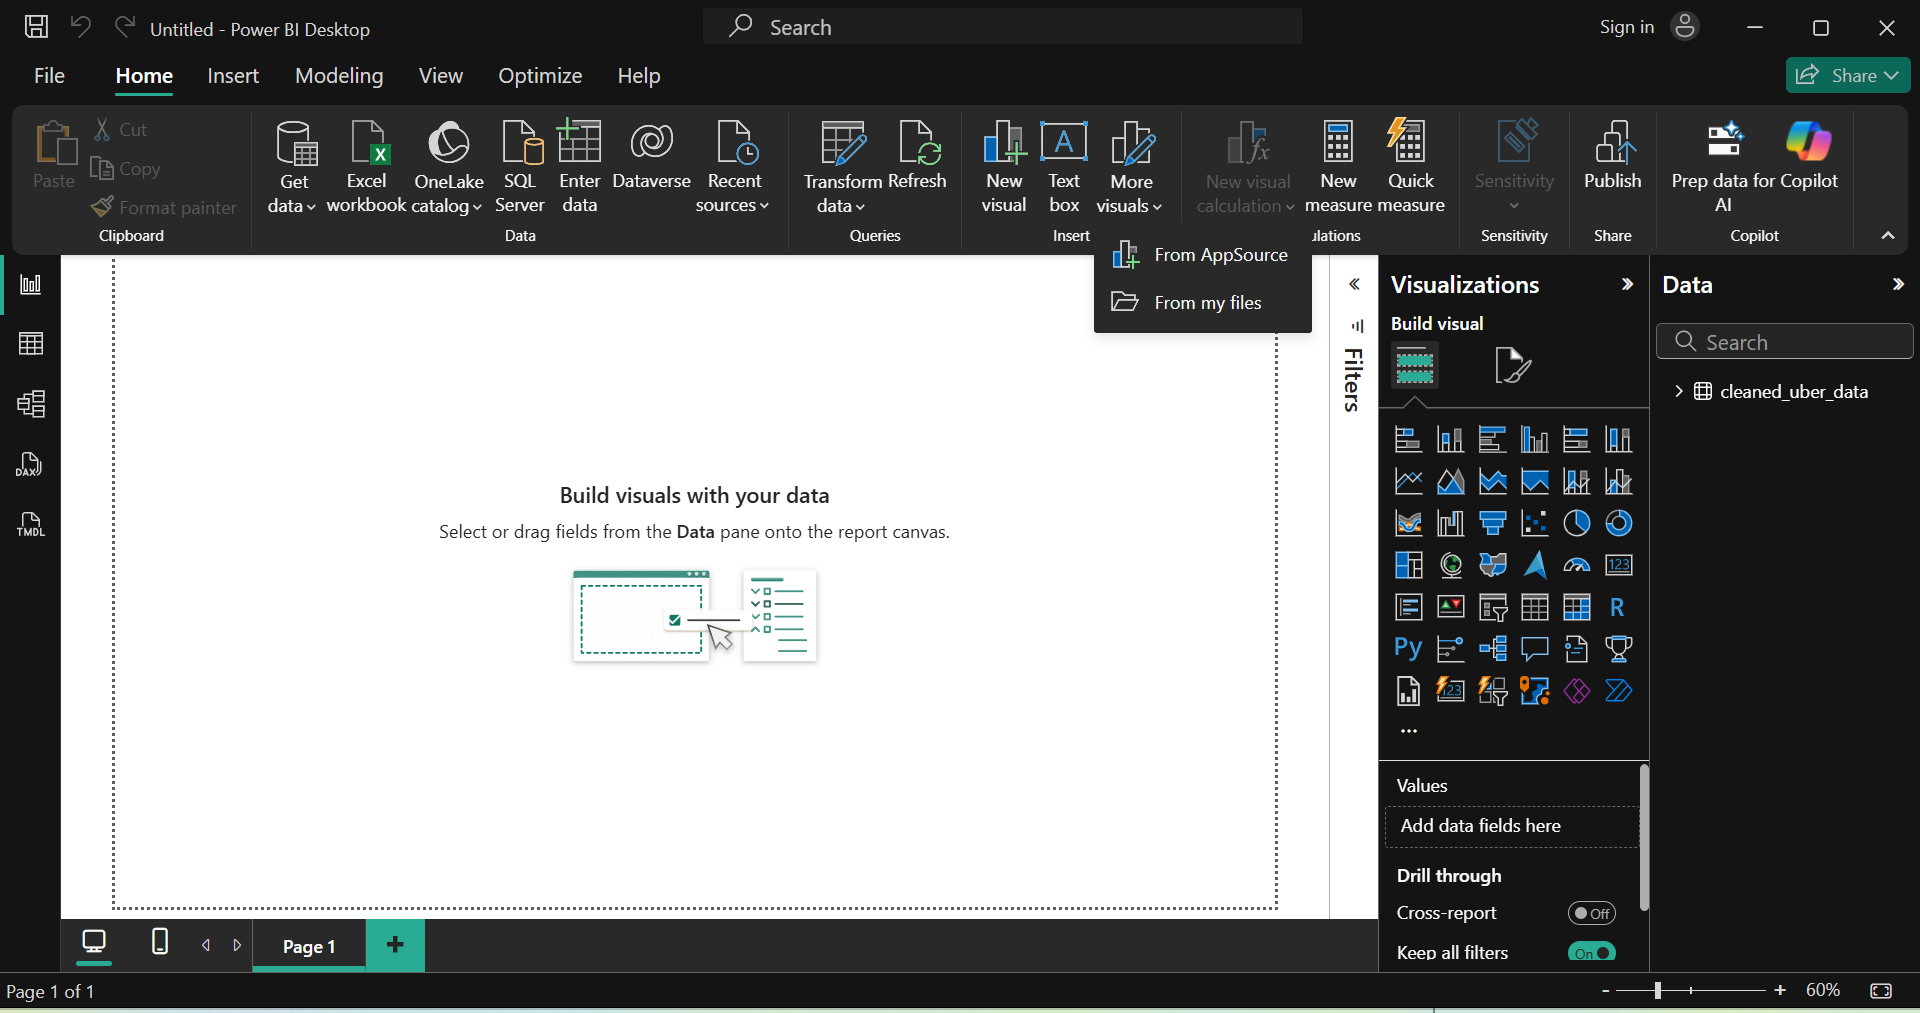 Untitled - Power BI Desktop
Search
Sign in
File
Home
Insert
Modeling
View
Optimize
Help
Share
Paste
Cut
Copy
Format painter
Clipboard
Get data
Excel workbook
OneLake catalog
SQL Server
Enter data
Dataverse
Recent sources
Data
Transform data
Refresh
Queries
New visual
Text box
A
More visuals
Insert
New visual calculation
New measure
Quick measure
ulations
Sensitivity
Sensitivity
Publish
Share
Prep data for AI
Copilot
Copilot
From AppSource
From my files
DAX
TMDL
Build visuals with your data
Select or drag fields from the Data pane onto the report canvas.
Filters
Visualizations
Build visual
123
R
Py
123
Values
Add data fields here
Drill through
Cross-report
Off
Keep all filters
On
Data
Search
cleaned_uber_data
Page 1
+
Page 1 of 1
-
+
60%